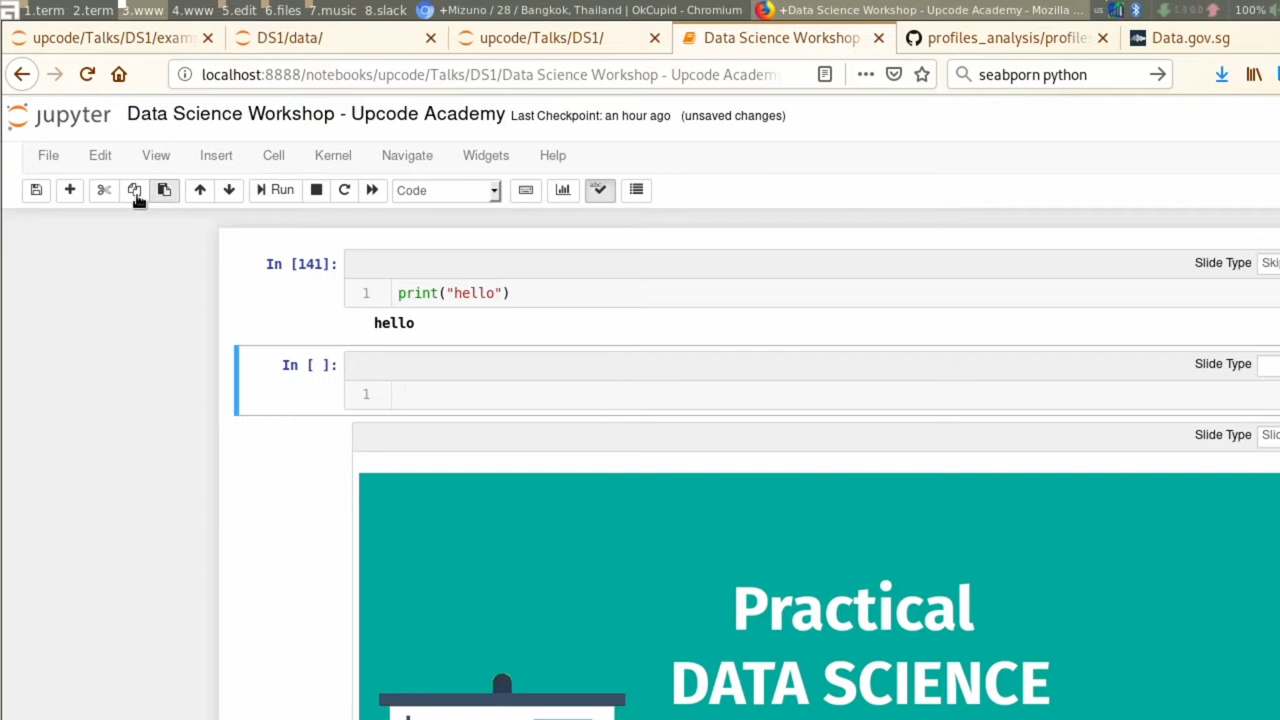 1.term 2.term 3.www 4.www 5.edit 6.files 7.music 8.slack +Mizuno / 28 / Bangkok, Thailand | OkCupid - Chromium +Data Science Workshop - Upcode Academy - Mozilla ... us 100%
upcode/Talks/DS1/exam DS1/data/ upcode/Talks/DS1/ Data Science Workshop profiles_analysis/profile Data.gov.sg
localhost:8888/notebooks/upcode/Talks/DS1/Data Science Workshop - Upcode Academ seabporn python
jupyter Data Science Workshop - Upcode Academy Last Checkpoint: an hour ago (unsaved changes)
File Edit View Insert Cell Kernel Navigate Widgets Help
Run Code
In [141]: Slide Type Ski
1 print("hello")
hello
In [ ]: Slide Type
1
Slide Type Slid
Practical
DATA SCIENCE